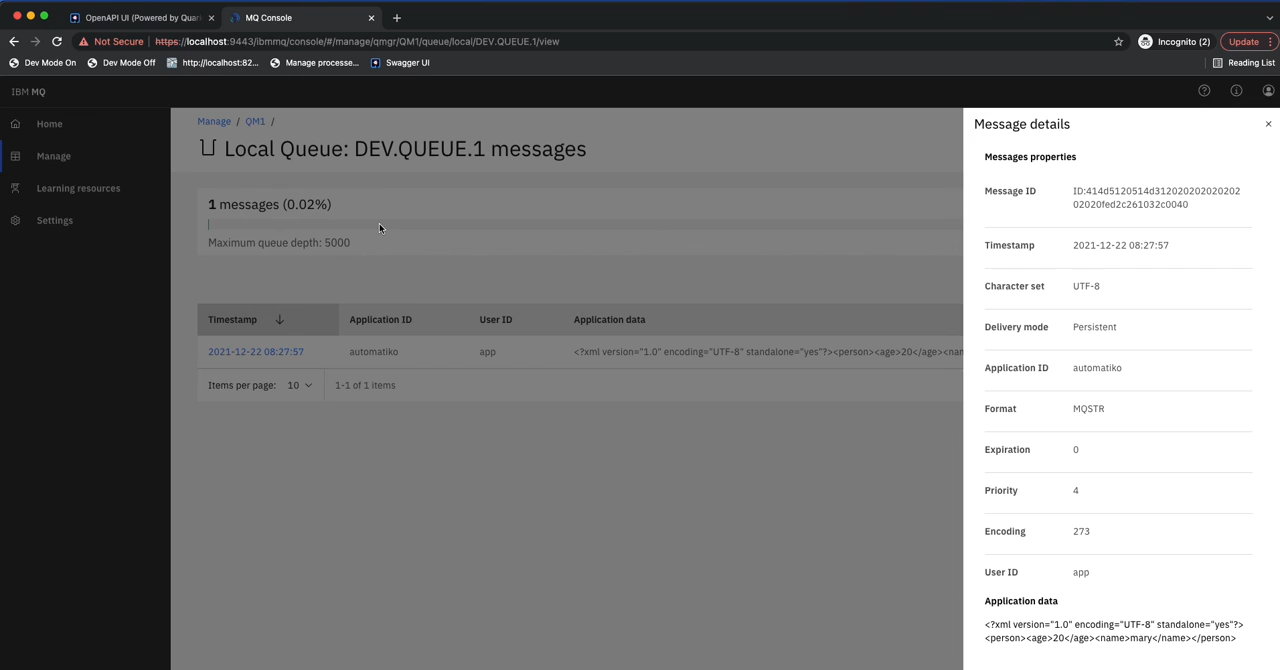 OpenAPI UI (Powered by Quar
MQ Console
Not Secure
https://localhost:9443/ibmmq/console/#/manage/qmgr/QM1/queue/local/DEV.QUEUE.1/view
Incognito (2)
Update
Dev Mode On
Dev Mode Off
http://localhost:82...
Manage processe...
Swagger UI
Reading List
IBM MQ
Home
Manage
Learning resources
Settings
Manage / QM1 /
Local Queue: DEV.QUEUE.1 messages
1 messages (0.02%)
Maximum queue depth: 5000
Timestamp Application ID User ID Application data
2021-12-22 08:27:57 automatiko app <?xml version="1.0" encoding="UTF-8" standalone="yes"?><person><age>20</age><nam
Items per page: 10 1-1 of 1 items
Message details
Messages properties
Message ID ID:414d5120514d312020202020202
02020fed2c261032c0040
Timestamp 2021-12-22 08:27:57
Character set UTF-8
Delivery mode Persistent
Application ID automatiko
Format MQSTR
Expiration 0
Priority 4
Encoding 273
User ID app
Application data
<?xml version="1.0" encoding="UTF-8" standalone="yes"?>
<person><age>20</age><name>mary</name></person>